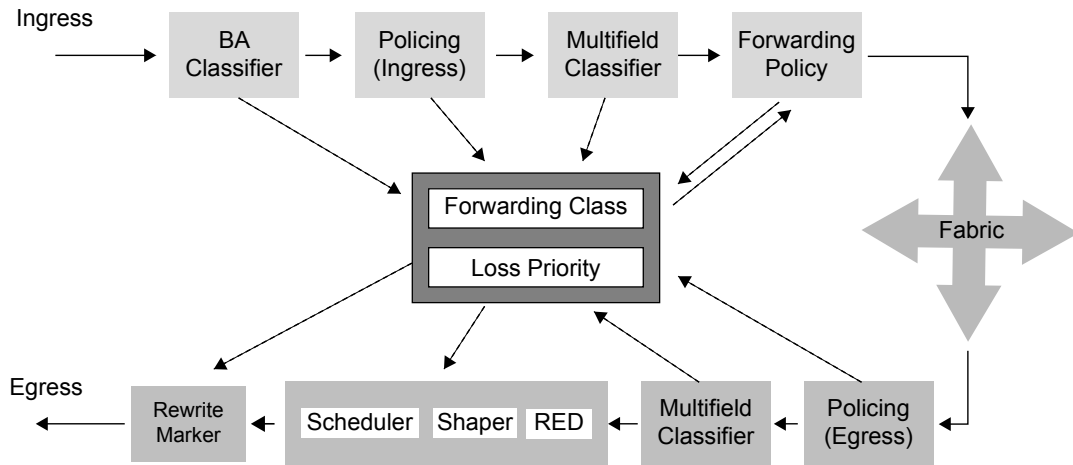 Ingress
BA
Classifier
Policing
(Ingress)
Multifield
Classifier
Forwarding
Policy
Forwarding Class
Loss Priority
Fabric
Egress
Rewrite
Marker
Scheduler
Shaper
RED
Multifield
Classifier
Policing
(Egress)